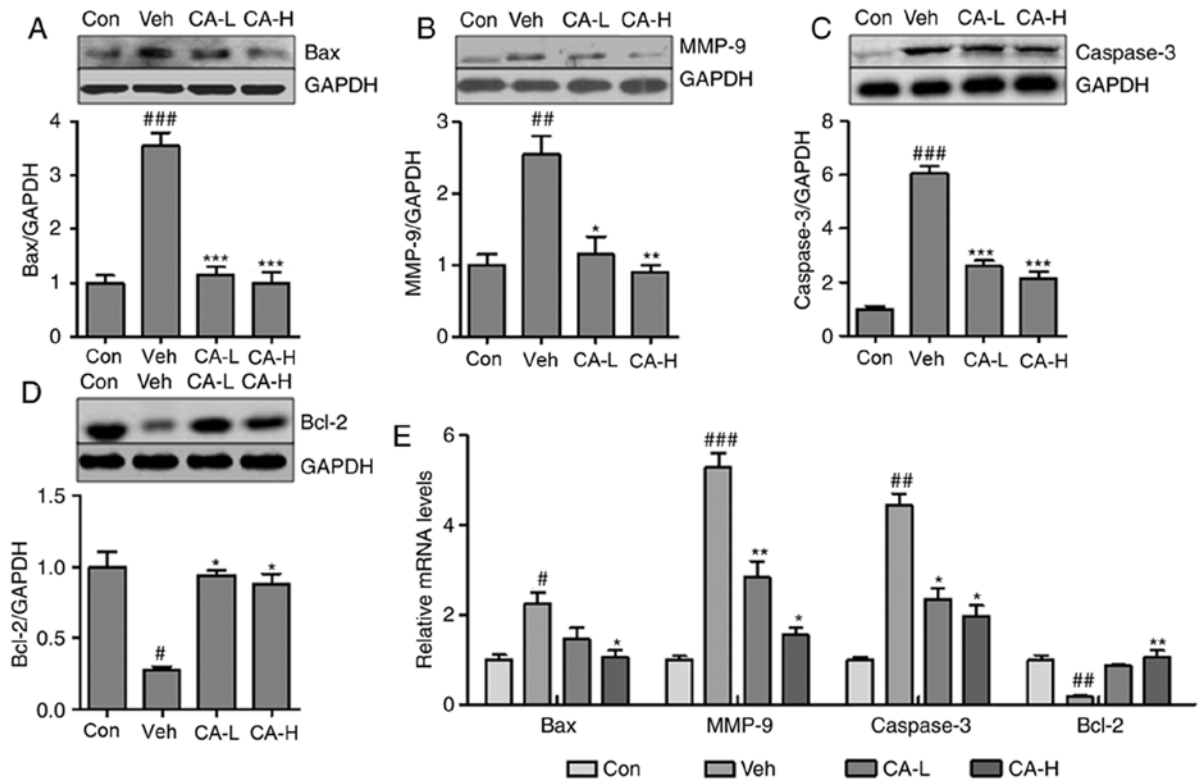 A
Con Veh CA-L CA-H
Bax
GAPDH
###
***
***
4
3
2
1
0
Bax/GAPDH
Con Veh CA-L CA-H
B
Con Veh CA-L CA-H
MMP-9
GAPDH
##
*
**
3
2
1
0
MMP-9/GAPDH
Con Veh CA-L CA-H
C
Con Veh CA-L CA-H
Caspase-3
GAPDH
###
***
***
8
6
4
2
0
Caspase-3/GAPDH
Con Veh CA-L CA-H
D
Con Veh CA-L CA-H
Bcl-2
GAPDH
#
*
*
1.5
1.0
0.5
0.0
Bcl-2/GAPDH
Con Veh CA-L CA-H
E
6
4
2
0
Relative mRNA levels
#
*
###
**
*
##
*
*
##
**
Bax MMP-9 Caspase-3 Bcl-2
Con Veh CA-L CA-H